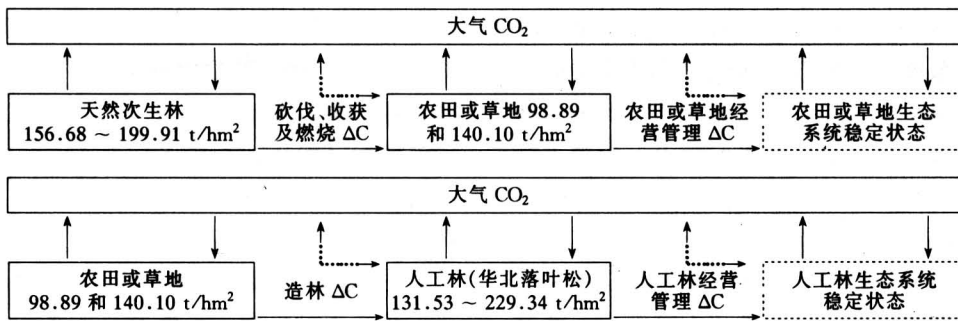 大气 CO₂
天然次生林
156.68 ~ 199.91 t/hm²
砍伐、收获
及燃烧 ΔC
农田或草地 98.89
和 140.10 t/hm²
农田或草地经
营管理 ΔC
农田或草地生态
系统稳定状态
大气 CO₂
农田或草地
98.89 和 140.10 t/hm²
造林 ΔC
人工林(华北落叶松)
131.53 ~ 229.34 t/hm²
人工林经营
管理 ΔC
人工林生态系统
稳定状态